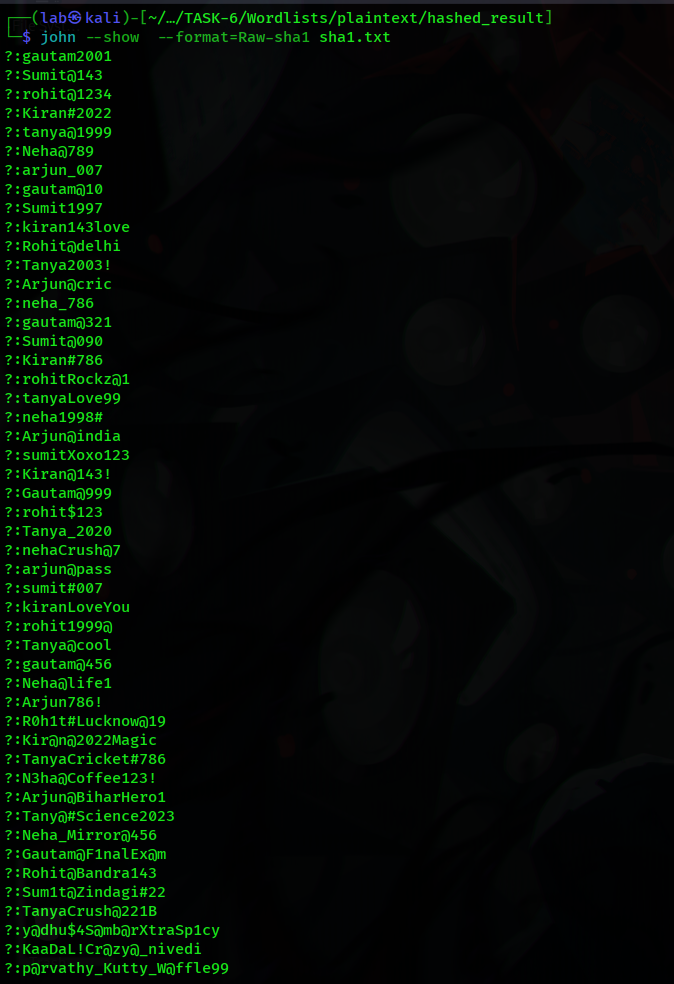 ┌──(lab㉿kali)-[~/…/TASK-6/Wordlists/plaintext/hashed_result]
└─$ john --show  --format=Raw-sha1 sha1.txt
?:gautam2001
?:Sumit@143
?:rohit@1234
?:Kiran#2022
?:tanya@1999
?:Neha@789
?:arjun_007
?:gautam@10
?:Sumit1997
?:kiran143love
?:Rohit@delhi
?:Tanya2003!
?:Arjun@cric
?:neha_786
?:gautam@321
?:Sumit@090
?:Kiran#786
?:rohitRockz@1
?:tanyaLove99
?:neha1998#
?:Arjun@india
?:sumitXoxo123
?:Kiran@143!
?:Gautam@999
?:rohit$123
?:Tanya_2020
?:nehaCrush@7
?:arjun@pass
?:sumit#007
?:kiranLoveYou
?:rohit1999@
?:Tanya@cool
?:gautam@456
?:Neha@life1
?:Arjun786!
?:R0h1t#Lucknow@19
?:Kir@n@2022Magic
?:TanyaCricket#786
?:N3ha@Coffee123!
?:Arjun@BiharHero1
?:Tany@#Science2023
?:Neha_Mirror@456
?:Gautam@F1nalEx@m
?:Rohit@Bandra143
?:Sum1t@Zindagi#22
?:TanyaCrush@221B
?:y@dhu$4S@mb@rXtraSp1cy
?:KaaDaL!Cr@zy@_nivedi
?:p@rvathy_Kutty_W@ffle99